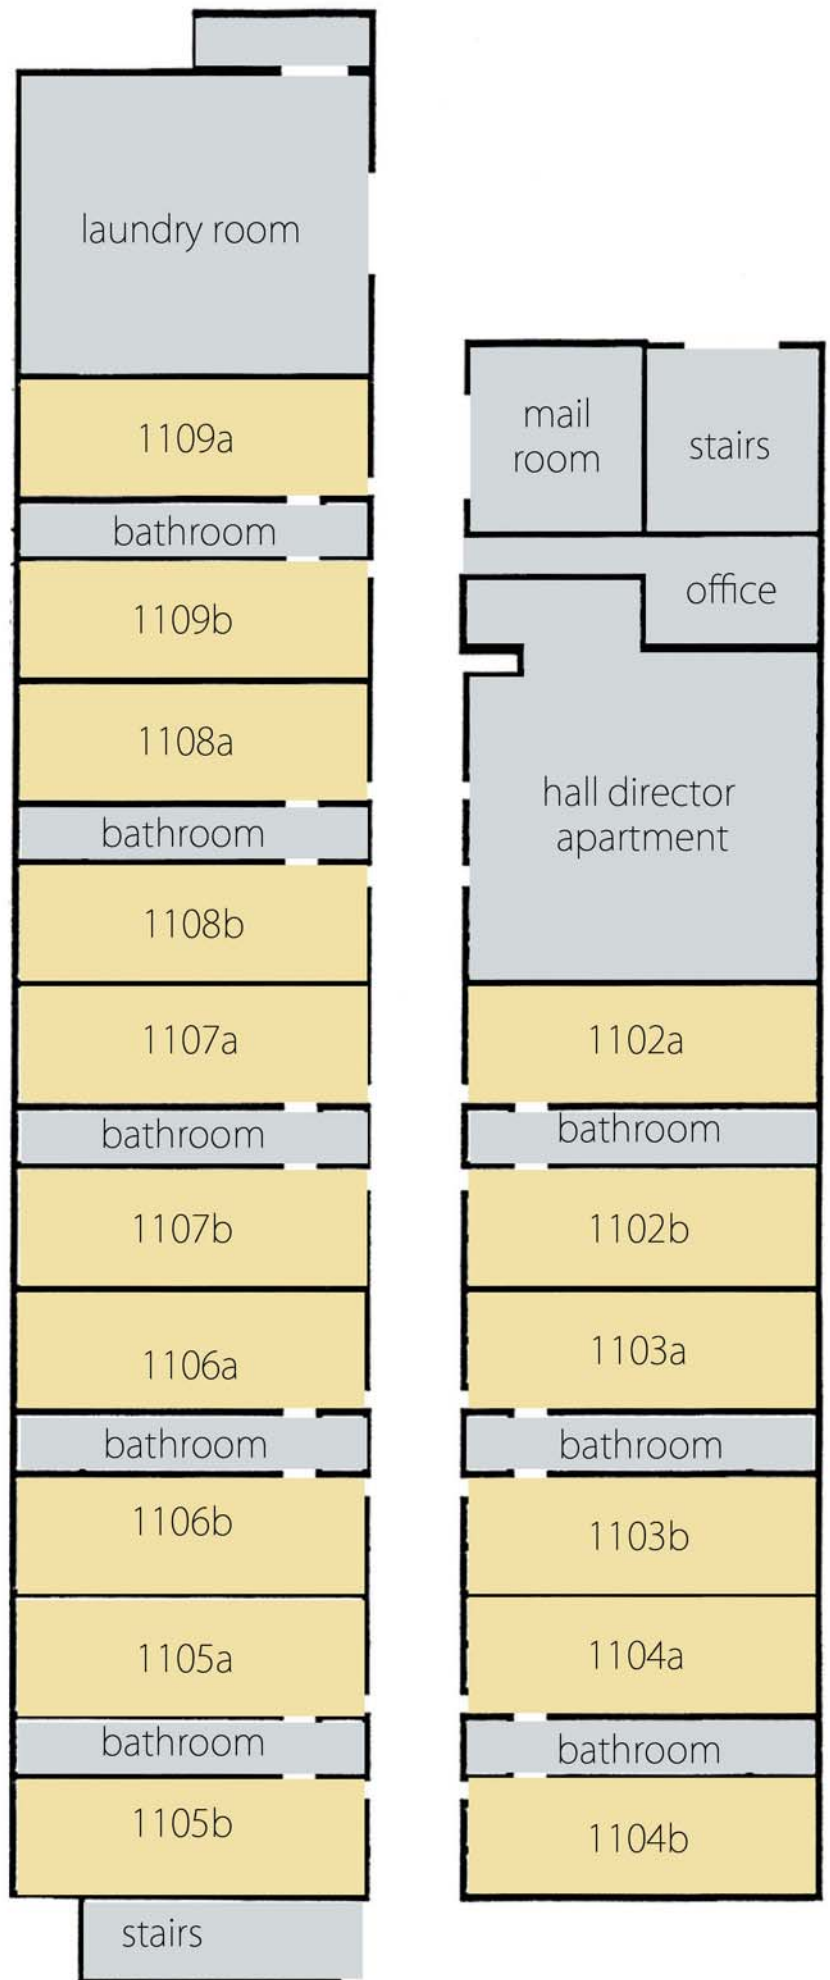 laundry room
1109a
bathroom
1109b
1108a
bathroom
1108b
1107a
bathroom
1107b
1106a
bathroom
1106b
1105a
bathroom
1105b
stairs
mail
room
stairs
office
hall director
apartment
1102a
bathroom
1102b
1103a
bathroom
1103b
1104a
bathroom
1104b